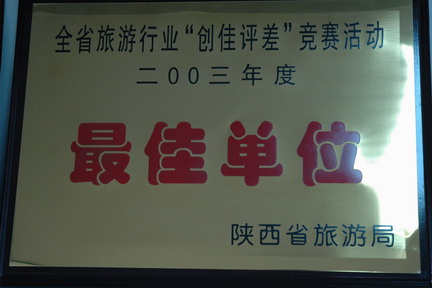 全省旅游行业“创佳评差”竞赛活动
二00三年度
最佳单位
陕西省旅游局